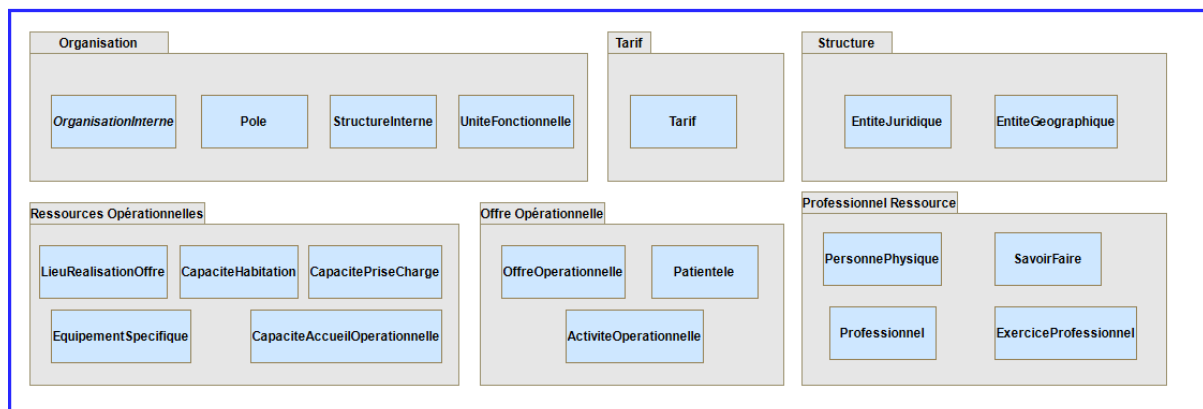 Organisation
OrganisationInterne
Pole
StructureInterne
UniteFonctionnelle
Tarif
Tarif
Structure
EntiteJuridique
EntiteGeographique
Ressources Opérationnelles
LieuRealisationOffre
CapaciteHabitation
CapacitePriseCharge
EquipementSpecifique
CapaciteAccueilOperationnelle
Offre Opérationnelle
OffreOperationnelle
Patientele
ActiviteOperationnelle
Professionnel Ressource
PersonnePhysique
SavoirFaire
Professionnel
ExerciceProfessionnel